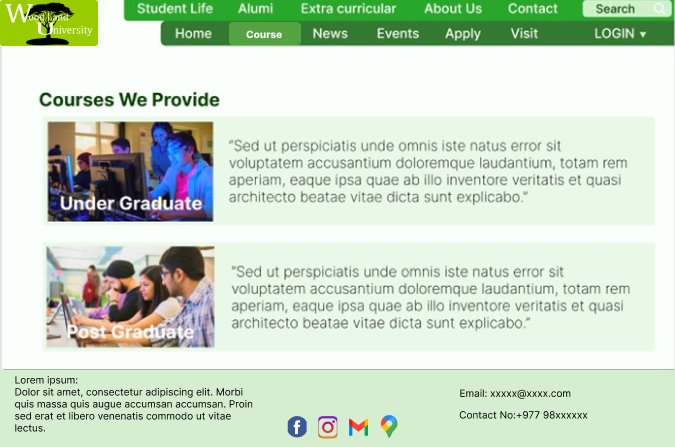 Wood Land
University
Student Life Alumi Extra curricular About Us Contact Search
Home Course News Events Apply Visit LOGIN ▼
Courses We Provide
Under Graduate
“Sed ut perspiciatis unde omnis iste natus error sit
voluptatem accusantium doloremque laudantium, totam rem
aperiam, eaque ipsa quae ab illo inventore veritatis et quasi
architecto beatae vitae dicta sunt explicabo.”
Post Graduate
“Sed ut perspiciatis unde omnis iste natus error sit
voluptatem accusantium doloremque laudantium, totam rem
aperiam, eaque ipsa quae ab illo inventore veritatis et quasi
architecto beatae vitae dicta sunt explicabo.”
Lorem ipsum:
Dolor sit amet, consectetur adipiscing elit. Morbi
quis massa quis augue accumsan accumsan. Proin
sed erat et libero venenatis commodo ut vitae
lectus.
Email: xxxxx@xxxx.com
Contact No:+977 98xxxxxx